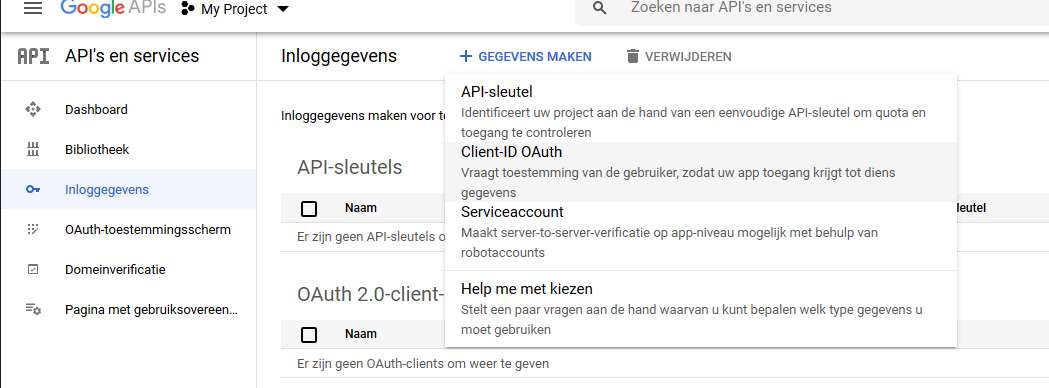 Google APIs
My Project
Zoeken naar API's en services
API
API's en services
Inloggegevens
GEGEVENS MAKEN
VERWIJDEREN
Dashboard
Bibliotheek
Inloggegevens
OAuth-toestemmingsscherm
Domeinverificatie
Pagina met gebruiksovereen...
Inloggegevens maken voor
API-sleutels
Naam
Er zijn geen API-sleutels
OAuth 2.0-client-
Naam
Er zijn geen OAuth-clients om weer te geven
API-sleutel
Identificeert uw project aan de hand van een eenvoudige API-sleutel om quota en
toegang te controleren
Client-ID OAuth
Vraagt toestemming van de gebruiker, zodat uw app toegang krijgt tot diens
gegevens
Serviceaccount
Maakt server-to-server-verificatie op app-niveau mogelijk met behulp van
robotaccounts
Help me met kiezen
Stelt een paar vragen aan de hand waarvan u kunt bepalen welk type gegevens u
moet gebruiken
leutel